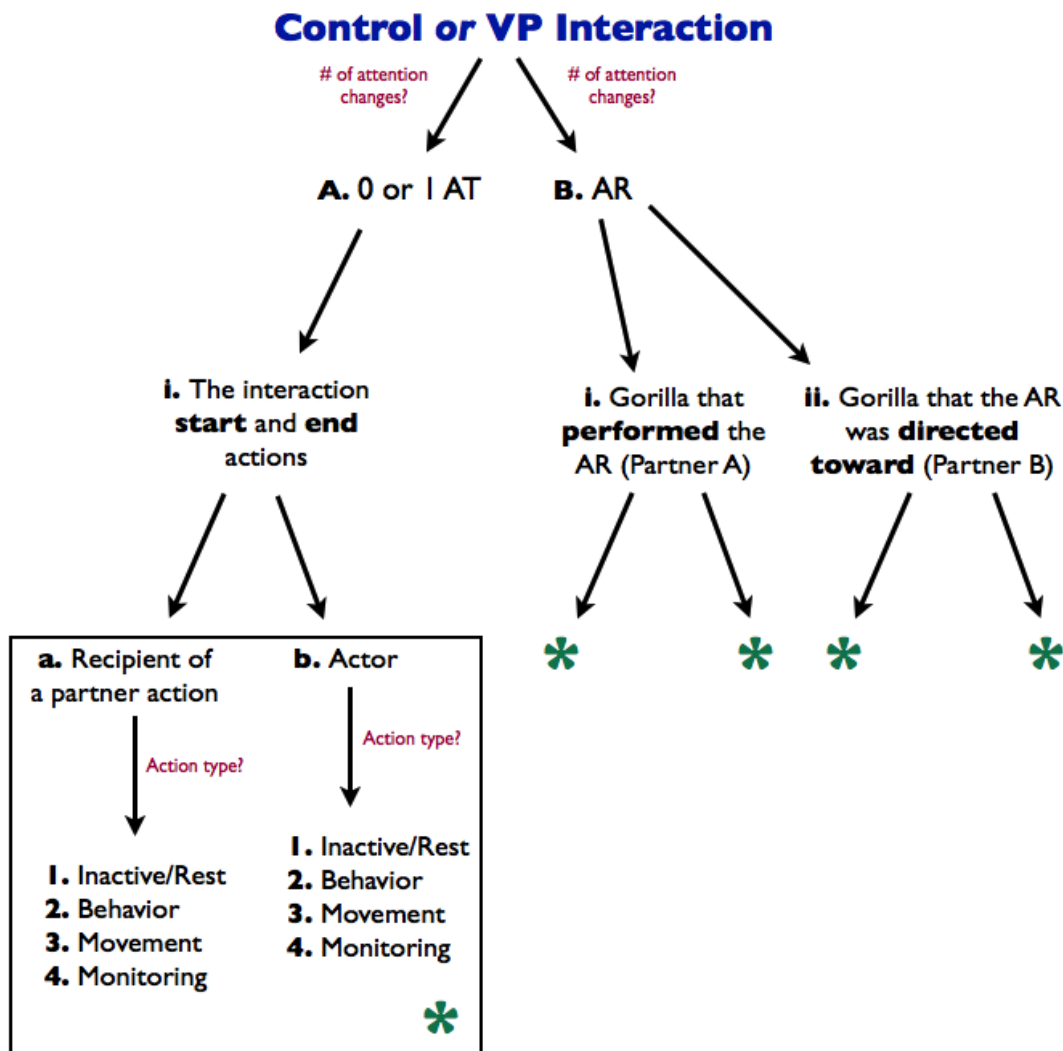 Control or VP Interaction
# of attention
changes?
# of attention
changes?
A. 0 or 1 AT
B. AR
i. The interaction
start and end
actions
i. Gorilla that
performed the
AR (Partner A)
ii. Gorilla that the AR
was directed
toward (Partner B)
* * * *
a. Recipient of
a partner action
b. Actor
Action type?
Action type?
1. Inactive/Rest
2. Behavior
3. Movement
4. Monitoring
1. Inactive/Rest
2. Behavior
3. Movement
4. Monitoring
*